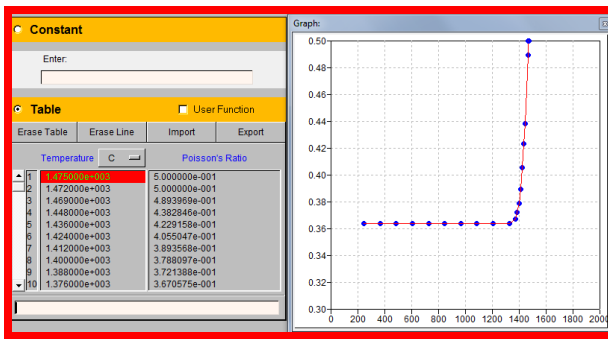 Constant
Enter:
Table
User Function
Erase Table Erase Line Import Export
Temperature C Poisson's Ratio
1 1.475000e+003 5.000000e-001
2 1.472000e+003 5.000000e-001
3 1.469000e+003 4.893969e-001
4 1.448000e+003 4.382846e-001
5 1.436000e+003 4.229158e-001
6 1.424000e+003 4.055047e-001
7 1.412000e+003 3.893568e-001
8 1.400000e+003 3.788097e-001
9 1.388000e+003 3.721388e-001
10 1.376000e+003 3.670575e-001
Graph:
0.50
0.48
0.46
0.44
0.42
0.40
0.38
0.36
0.34
0.32
0.30
0 200 400 600 800 1000 1200 1400 1600 1800 2000